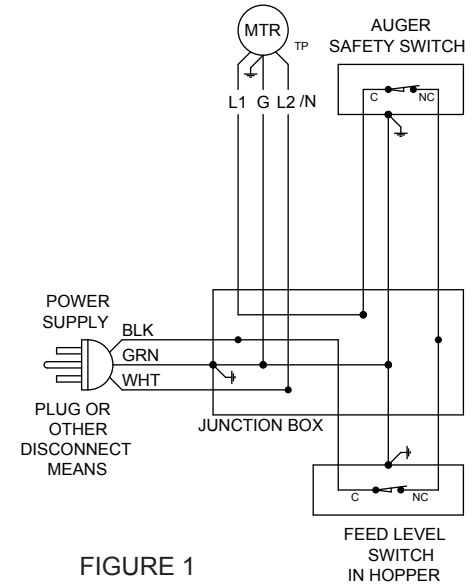 MTR
TP
L1 G L2 /N
AUGER
SAFETY SWITCH
C NC
POWER
SUPPLY
BLK
GRN
WHT
PLUG OR
OTHER
DISCONNECT
MEANS
JUNCTION BOX
C NC
FEED LEVEL
SWITCH
IN HOPPER
FIGURE 1